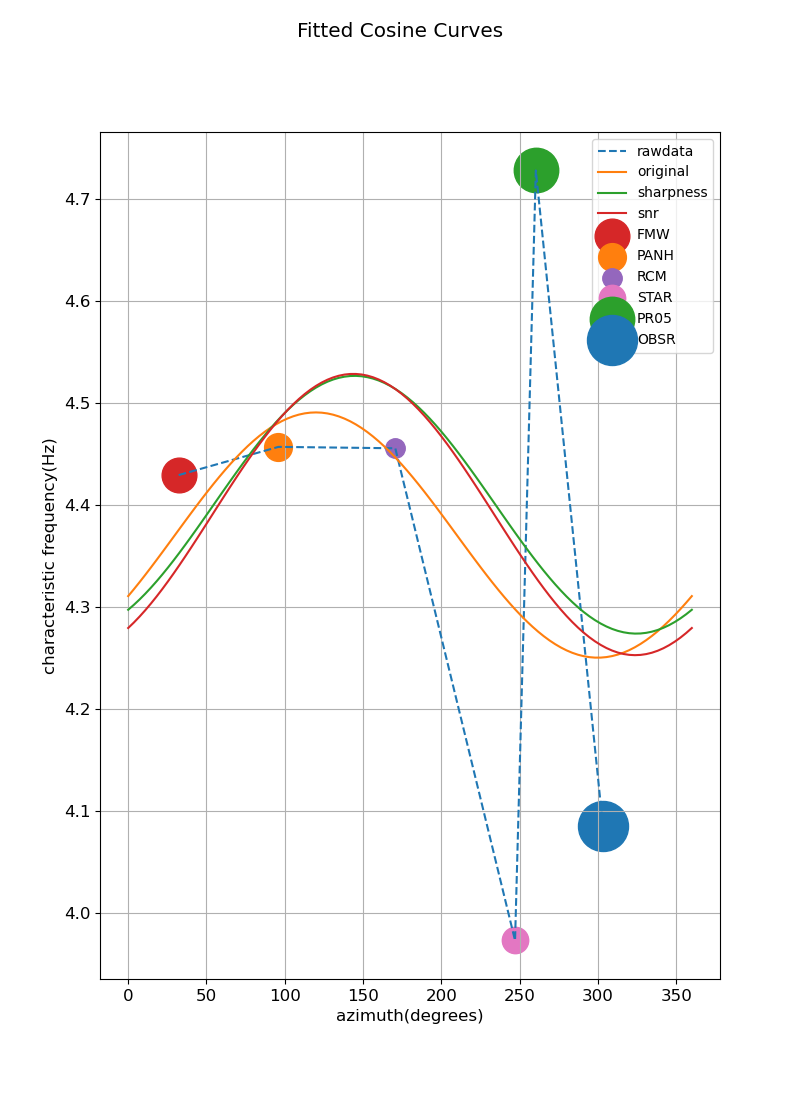 Fitted Cosine Curves
rawdata
original
sharpness
snr
FMW
PANH
RCM
STAR
PR05
OBSR
characteristic frequency(Hz)
4.7
4.6
4.5
4.4
4.3
4.2
4.1
4.0
0 50 100 150 200 250 300 350
azimuth(degrees)